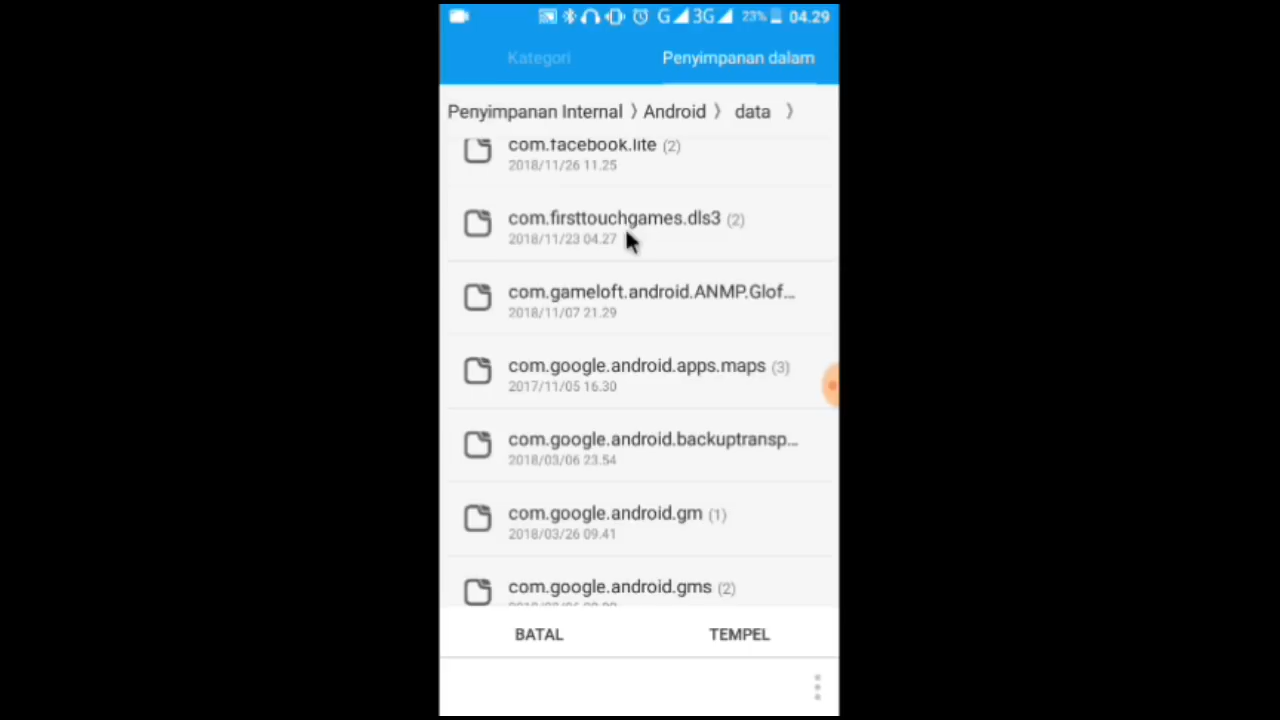 G 3G 23% 04.29
Kategori Penyimpanan dalam
Penyimpanan Internal 〉 Android 〉 data 〉
com.facebook.lite (2)
2018/11/26 11.25
com.firsttouchgames.dls3 (2)
2018/11/23 04.27
com.gameloft.android.ANMP.Glof...
2018/11/07 21.29
com.google.android.apps.maps (3)
2017/11/05 16.30
com.google.android.backuptransp...
2018/03/06 23.54
com.google.android.gm (1)
2018/03/26 09.41
com.google.android.gms (2)
BATAL TEMPEL